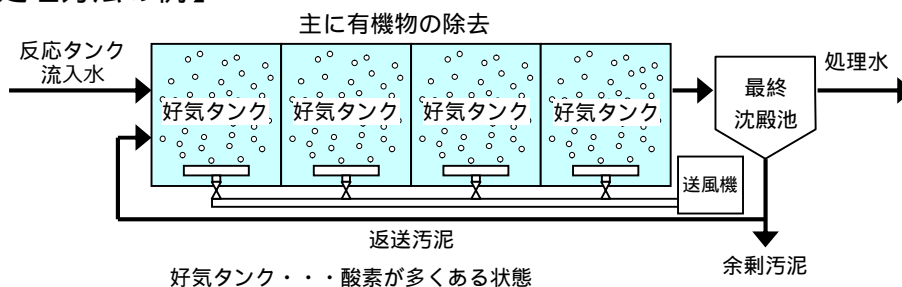 主に有機物の除去
反応タンク
流入水
好気タンク
好気タンク
好気タンク
好気タンク
最終
沈殿池
処理水
送風機
返送汚泥
余剰汚泥
好気タンク・・・酸素が多くある状態